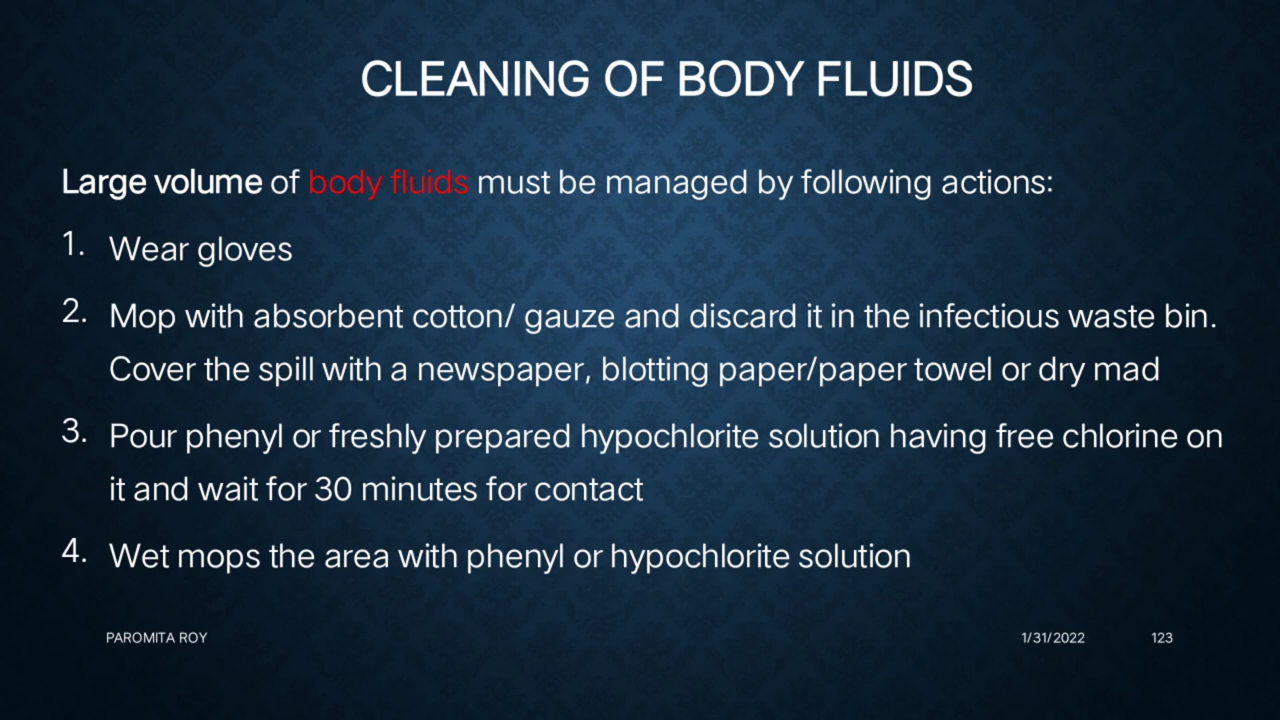 CLEANING OF BODY FLUIDS
Large volume of body fluids must be managed by following actions:
1. Wear gloves
2. Mop with absorbent cotton/ gauze and discard it in the infectious waste bin.
Cover the spill with a newspaper, blotting paper/paper towel or dry mad
3. Pour phenyl or freshly prepared hypochlorite solution having free chlorine on
it and wait for 30 minutes for contact
4. Wet mops the area with phenyl or hypochlorite solution
PAROMITA ROY 1/31/2022 123